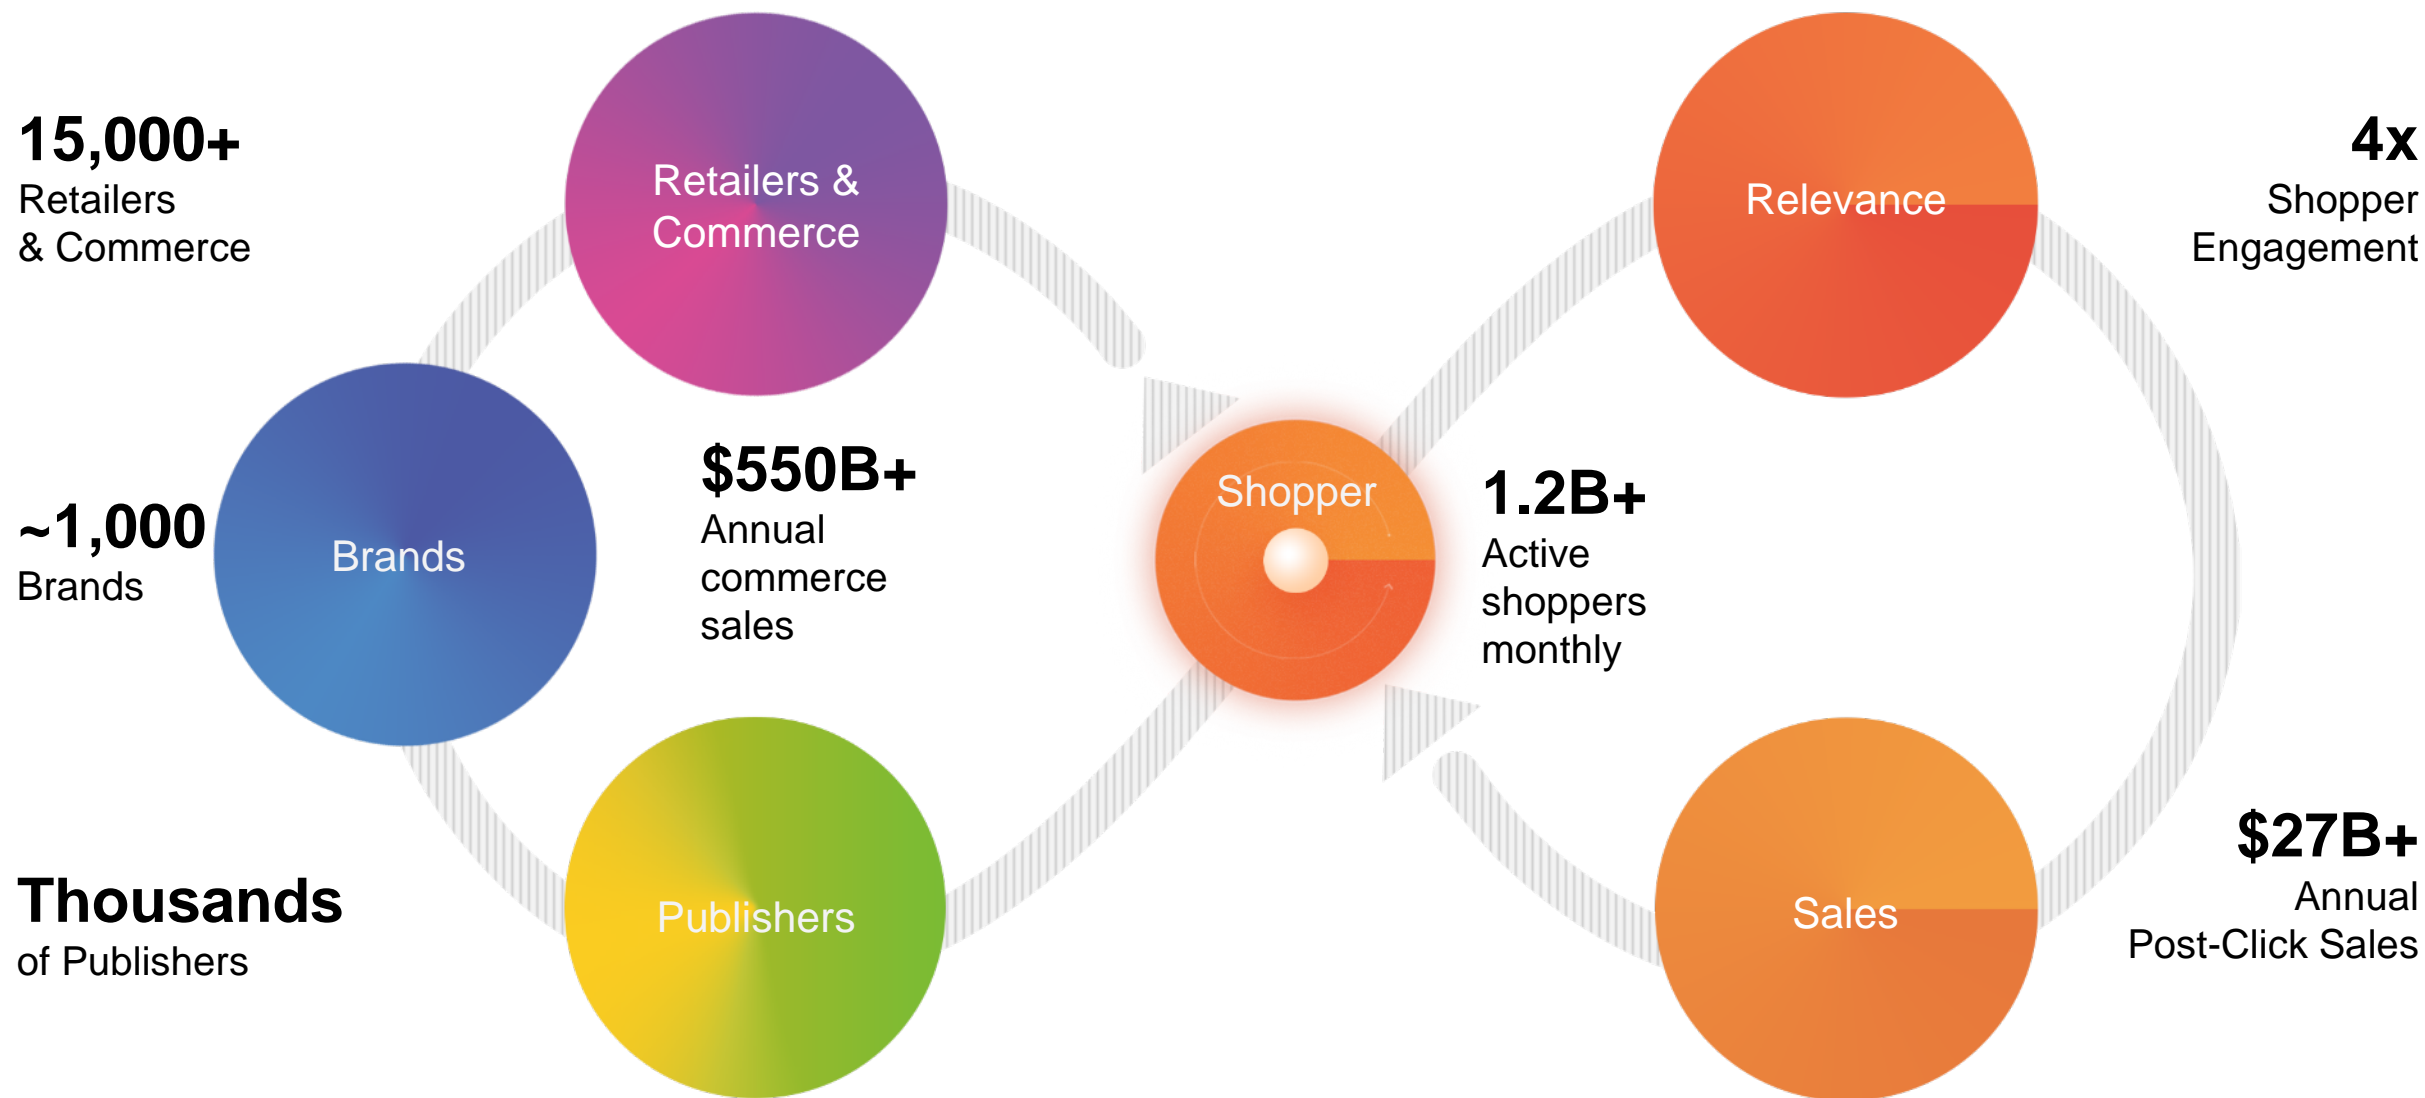 15,000+
Retailers
& Commerce
Retailers &
Commerce
Relevance
4x
Shopper
Engagement
~1,000
Brands
Brands
$550B+
Annual
commerce
sales
Shopper
1.2B+
Active
shoppers
monthly
Thousands
of Publishers
Publishers
Sales
$27B+
Annual
Post-Click Sales